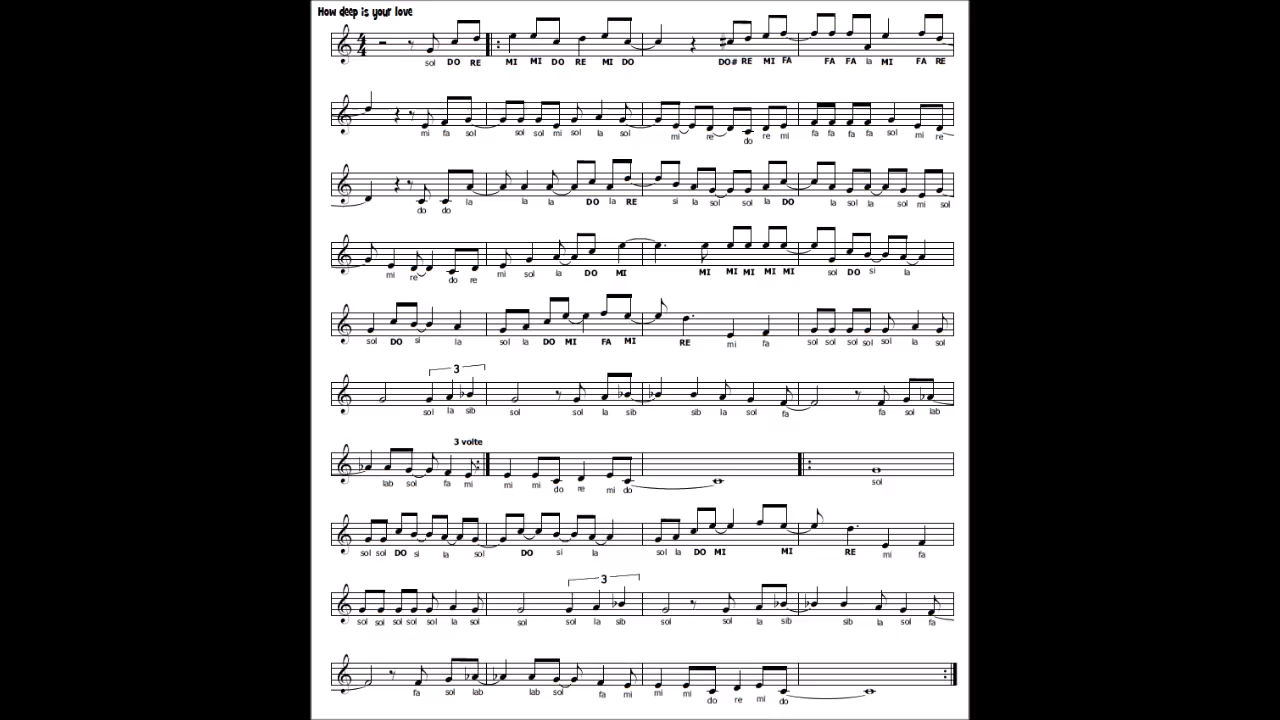 How deep is your love
4 4
sol DO RE MI MI DO RE MI DO DO# RE MI FA FA FA la MI FA RE
mi fa sol sol sol mi sol la sol mi re do re mi fa fa fa fa sol mi re
do do la la la DO la RE si la sol sol la DO la sol la sol mi sol
mi re do re mi sol la DO MI MI MI MI MI MI sol DO si la
sol DO si la sol la DO MI FA MI RE mi fa sol sol sol sol sol la sol
3
sol la sib sol sol la sib sib la sol fa fa sol lab
3 volte
lab sol fa mi mi mi do re mi do sol
sol sol DO si la sol DO si la sol la DO MI MI RE mi fa
3
sol sol sol sol sol la sol sol sol la sib sol sol la sib sib la sol fa
fa sol lab lab sol fa mi mi mi do re mi do